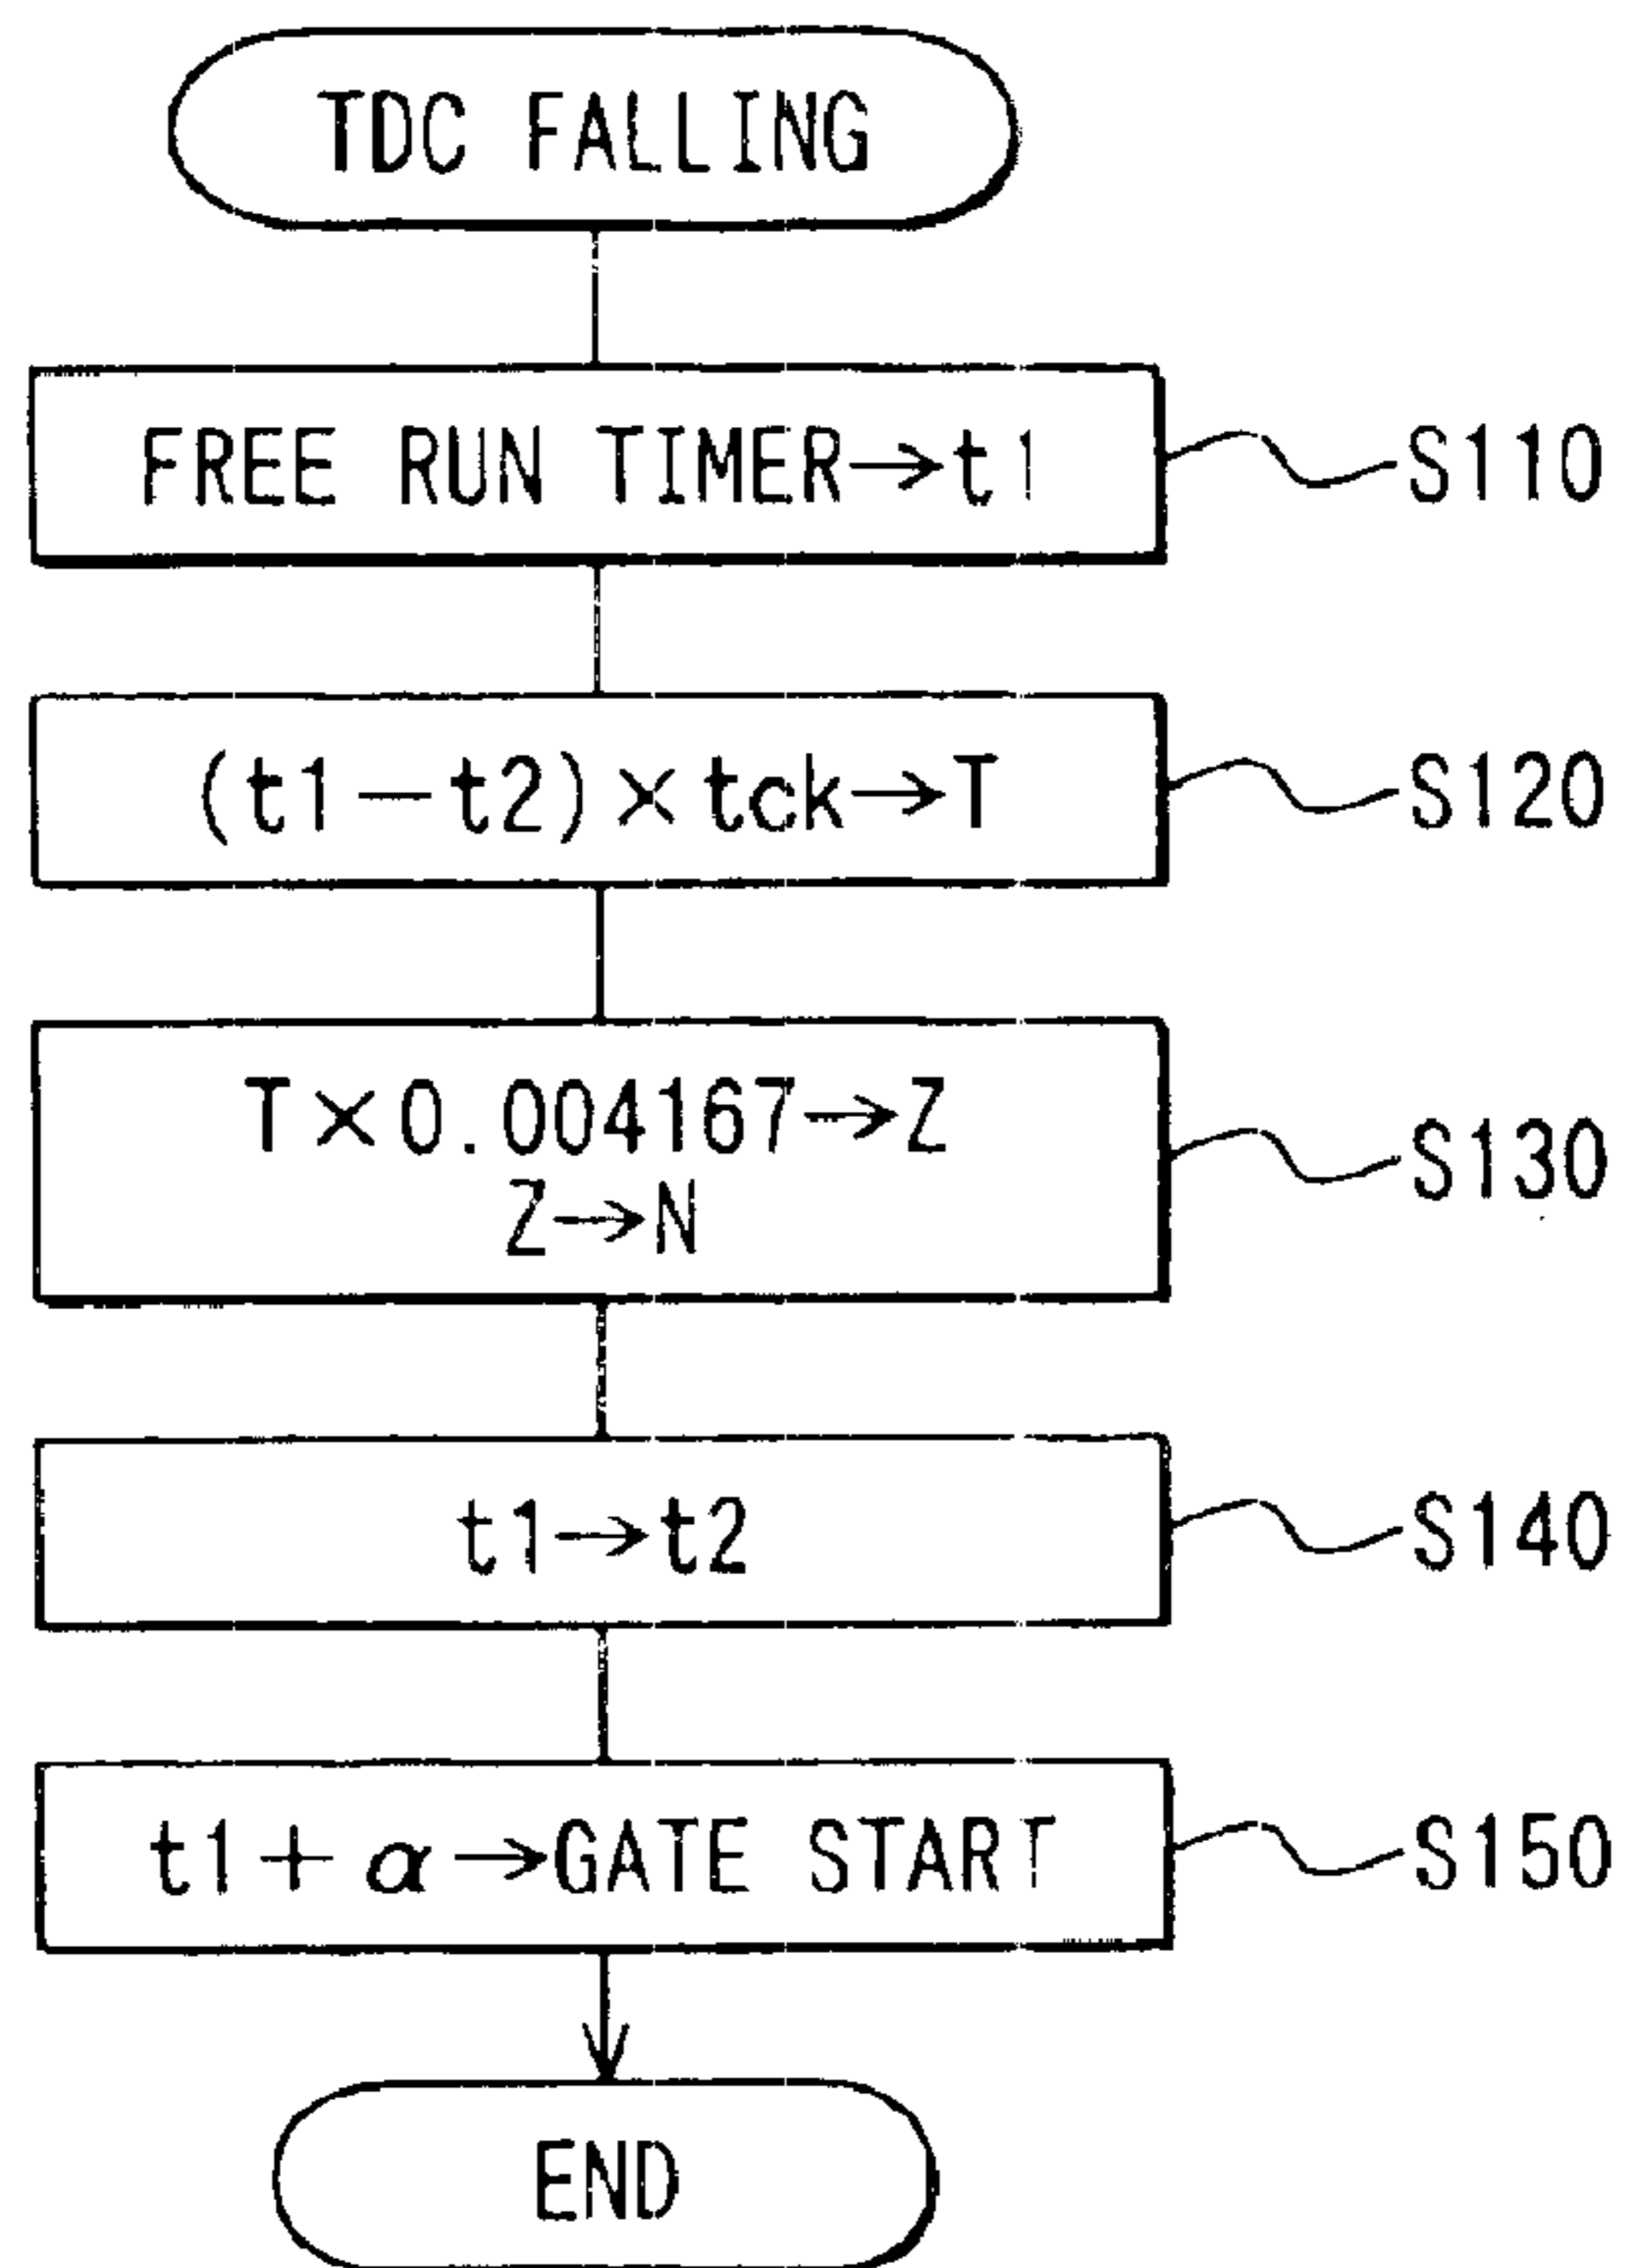 TDC FALLING
FREE RUN TIMER→t1
S110
(t1−t2)×tck→T
S120
T×0.004167→Z
Z→N
S130
t1→t2
S140
t1+α→GATE START
S150
END